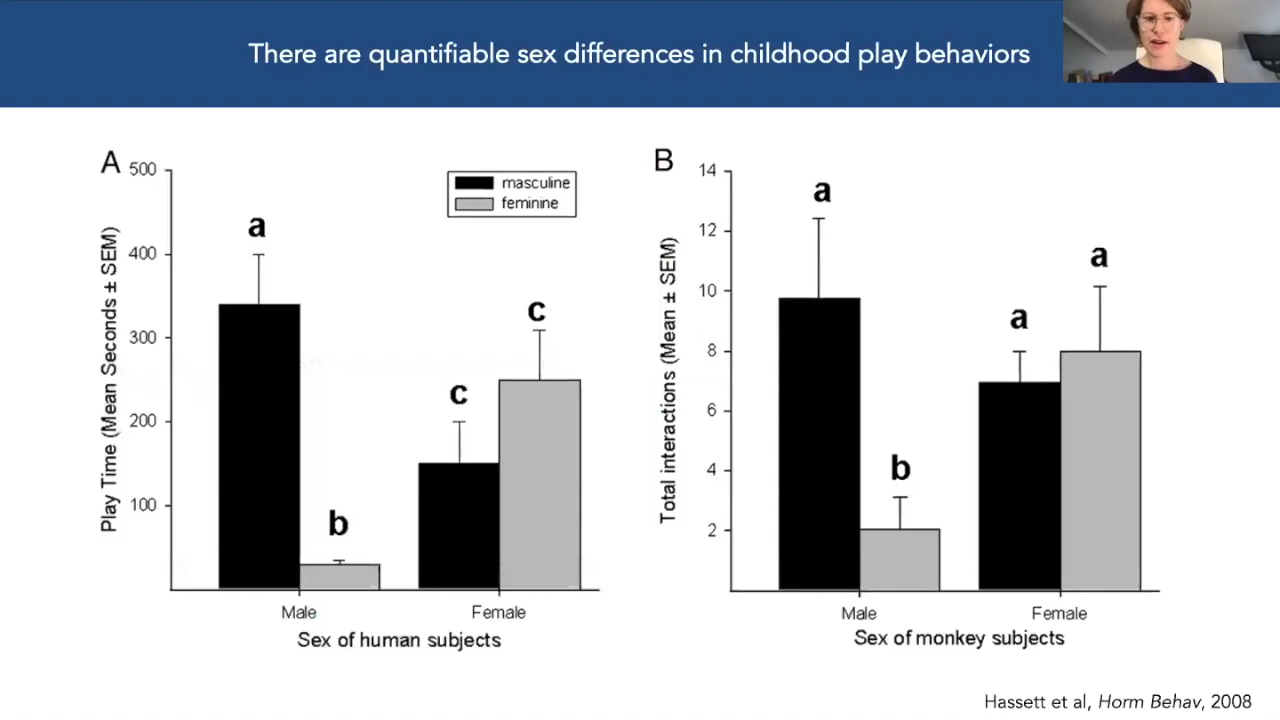 There are quantifiable sex differences in childhood play behaviors
A
500
400
300
200
100
Play Time (Mean Seconds ± SEM)
masculine
feminine
a
b
c
c
Male
Female
Sex of human subjects
B
14
12
10
8
6
4
2
Total interactions (Mean ± SEM)
a
b
a
a
Male
Female
Sex of monkey subjects
Hassett et al, Horm Behav, 2008